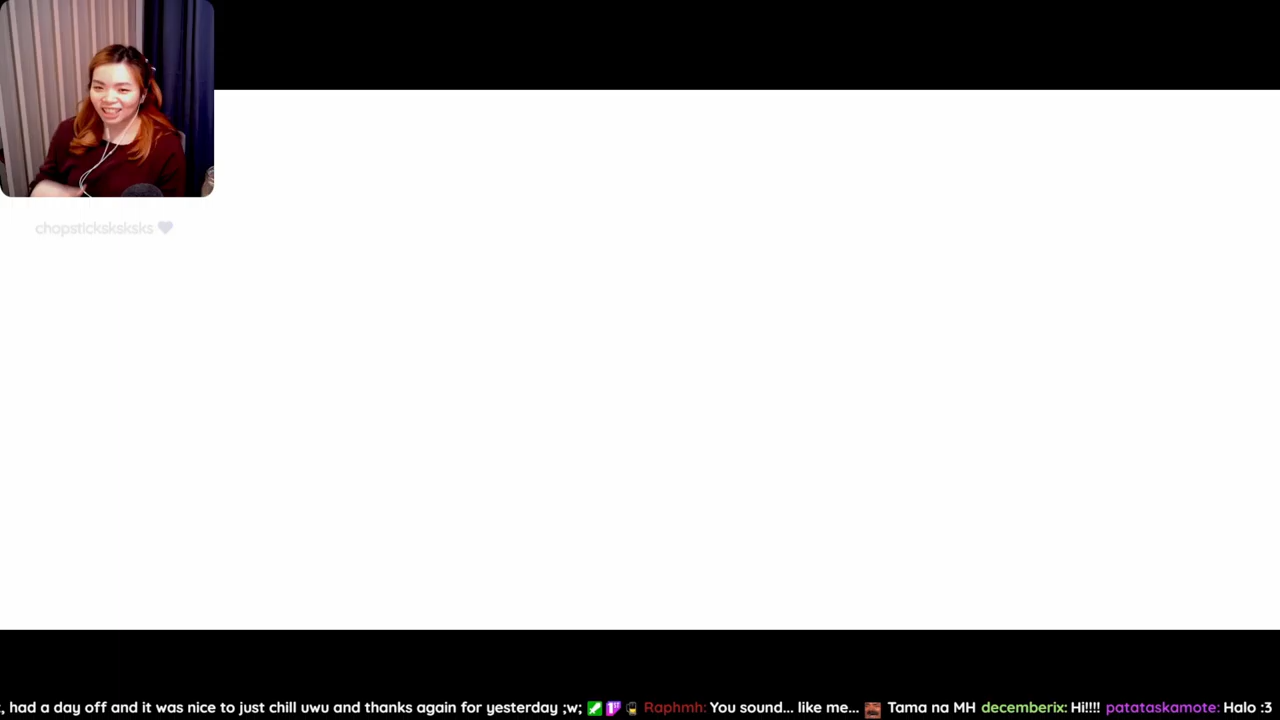 chopsticksksksks
, had a day off and it was nice to just chill uwu and thanks again for yesterday ;w; Raphmh: You sound... like me... Tama na MH decemberix: Hi!!!! patataskamote: Halo :3